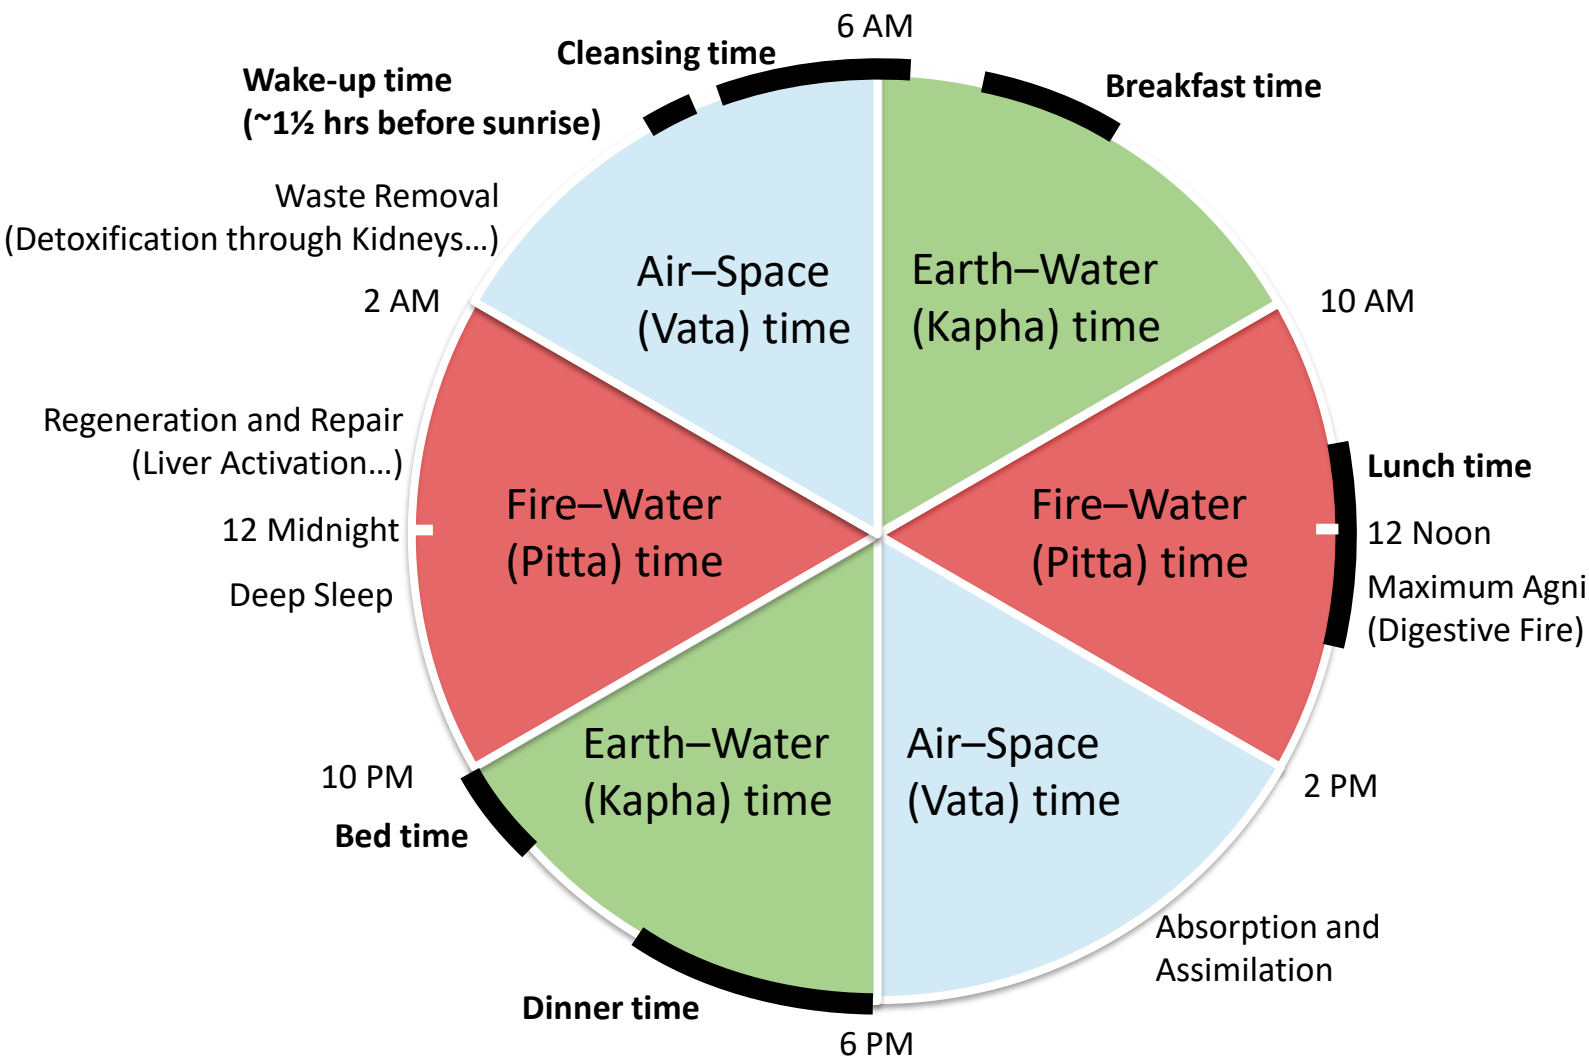 6 AM
Cleansing time
Wake-up time
(~1½ hrs before sunrise)
Breakfast time
Waste Removal
(Detoxification through Kidneys...)
2 AM
Air–Space
(Vata) time
Earth–Water
(Kapha) time
10 AM
Regeneration and Repair
(Liver Activation...)
12 Midnight
Deep Sleep
Fire–Water
(Pitta) time
Fire–Water
(Pitta) time
Lunch time
12 Noon
Maximum Agni
(Digestive Fire)
10 PM
Bed time
Earth–Water
(Kapha) time
Air–Space
(Vata) time
2 PM
Absorption and
Assimilation
Dinner time
6 PM